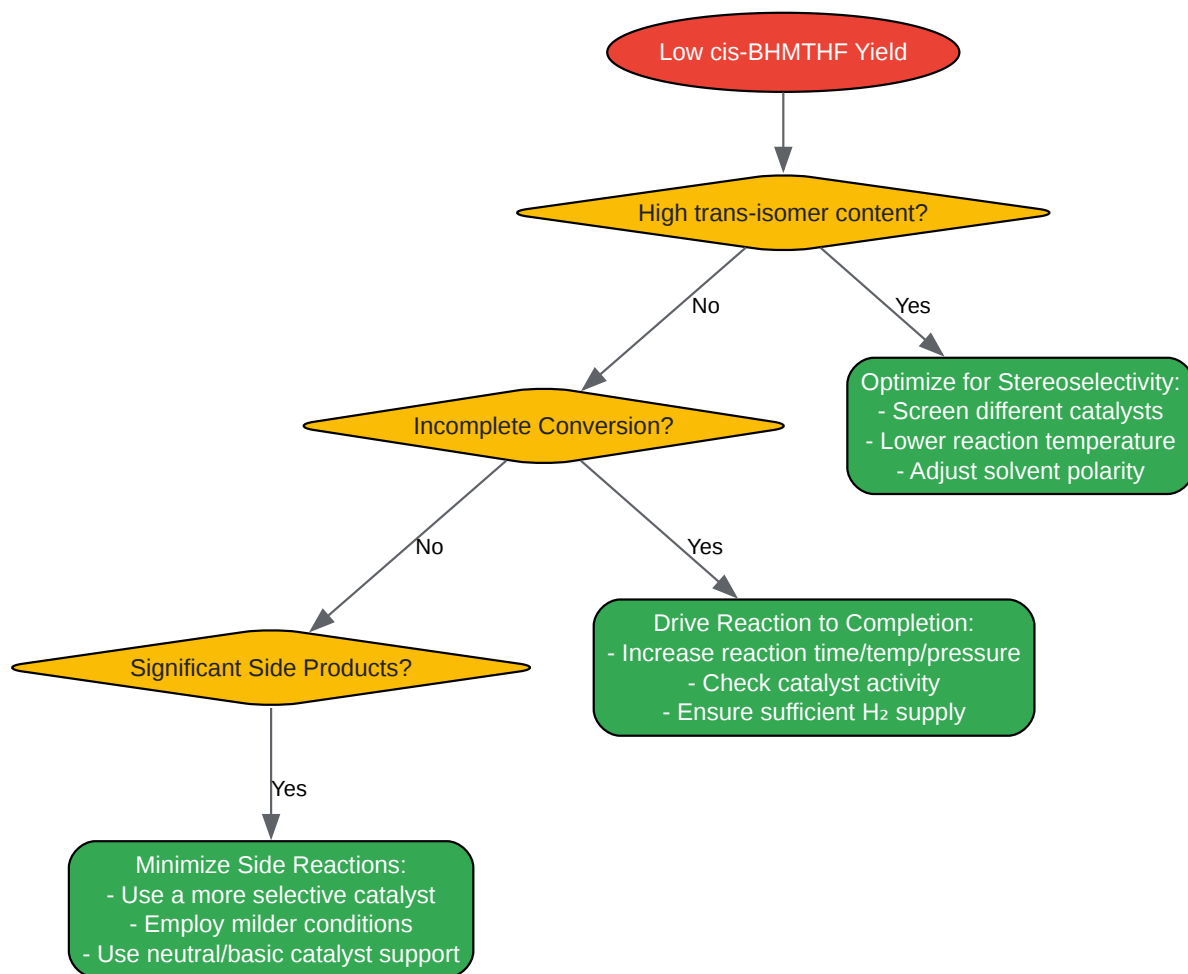 Low cis-BHMTHF Yield
High trans-isomer content?
No
Yes
Optimize for Stereoselectivity:
- Screen different catalysts
- Lower reaction temperature
- Adjust solvent polarity
Incomplete Conversion?
No
Yes
Drive Reaction to Completion:
- Increase reaction time/temp/pressure
- Check catalyst activity
- Ensure sufficient H₂ supply
Significant Side Products?
Yes
Minimize Side Reactions:
- Use a more selective catalyst
- Employ milder conditions
- Use neutral/basic catalyst support